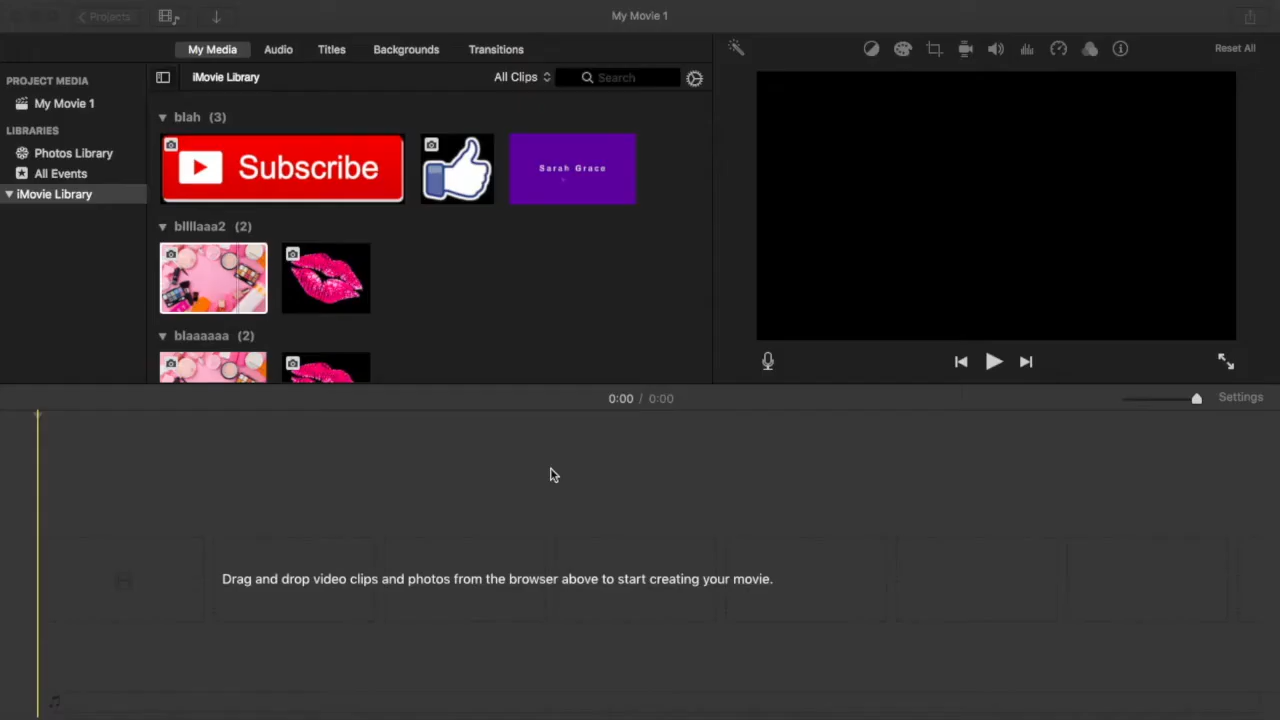 Projects
My Movie 1
My Media Audio Titles Backgrounds Transitions
Reset All
PROJECT MEDIA
My Movie 1
LIBRARIES
Photos Library
All Events
iMovie Library
iMovie Library
All Clips
Search
blah (3)
Subscribe
Sarah Grace
bllllaaa2 (2)
blaaaaaa (2)
0:00 / 0:00
Settings
Drag and drop video clips and photos from the browser above to start creating your movie.